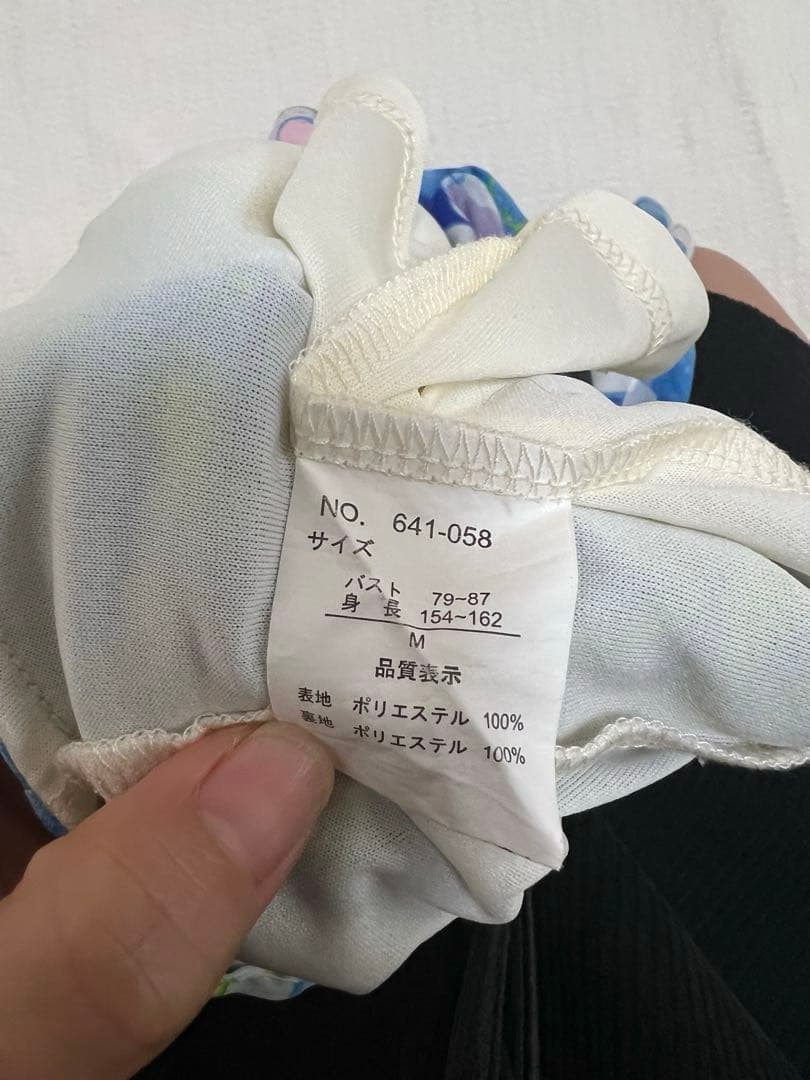 NO. 641-058
サイズ
バスト 79~87
身長 154~162
M
品質表示
表地 ポリエステル 100%
裏地 ポリエステル 100%